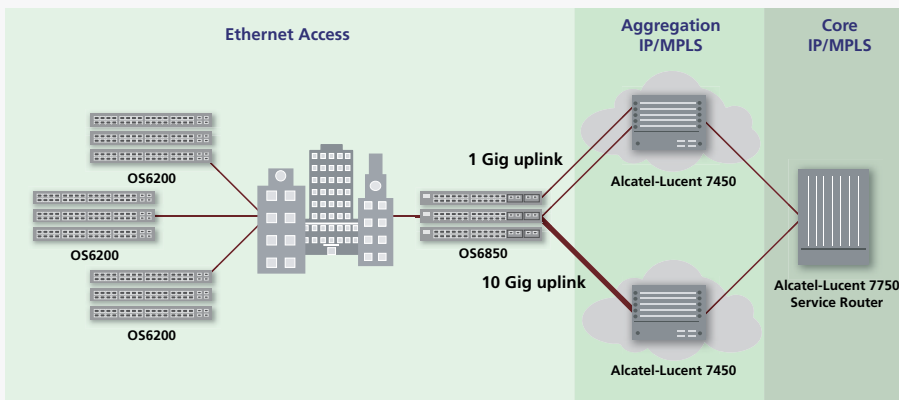 Ethernet Access
Aggregation
IP/MPLS
Core
IP/MPLS
OS6200
OS6200
OS6200
OS6850
1 Gig uplink
10 Gig uplink
Alcatel-Lucent 7450
Alcatel-Lucent 7450
Alcatel-Lucent 7750
Service Router